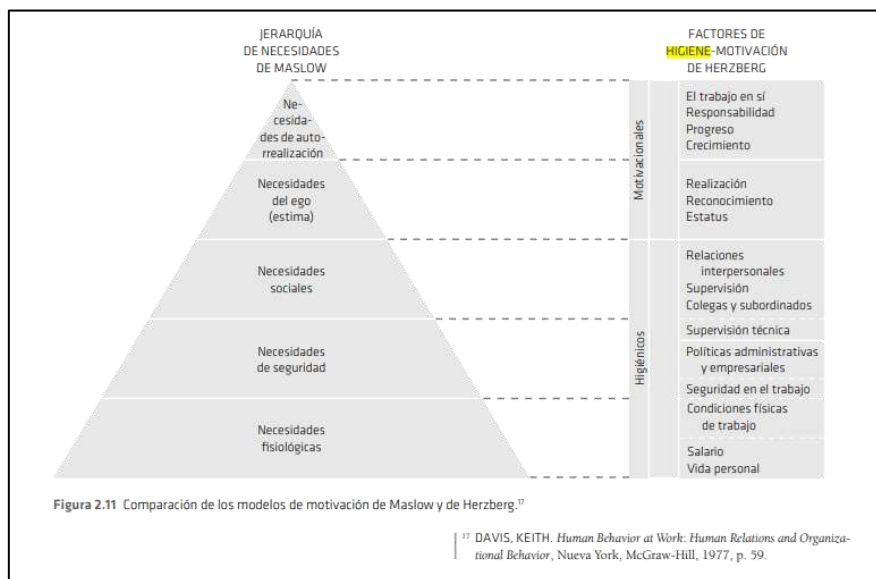 JERARQUÍA
DE NECESIDADES
DE MASLOW
Ne-
cesida-
des de auto-
rrealización
Necesidades
del ego
(estima)
Necesidades
sociales
Necesidades
de seguridad
Necesidades
fisiológicas
FACTORES DE
HIGIENE-MOTIVACIÓN
DE HERZBERG
Motivacionales
El trabajo en sí
Responsabilidad
Progreso
Crecimiento
Realización
Reconocimiento
Estatus
Higiénicos
Relaciones
interpersonales
Supervisión
Colegas y subordinados
Supervisión técnica
Políticas administrativas
y empresariales
Seguridad en el trabajo
Condiciones físicas
de trabajo
Salario
Vida personal
Figura 2.11 Comparación de los modelos de motivación de Maslow y de Herzberg.¹⁷
¹⁷ DAVIS, KEITH. Human Behavior at Work: Human Relations and Organiza-
tional Behavior, Nueva York, McGraw-Hill, 1977, p. 59.